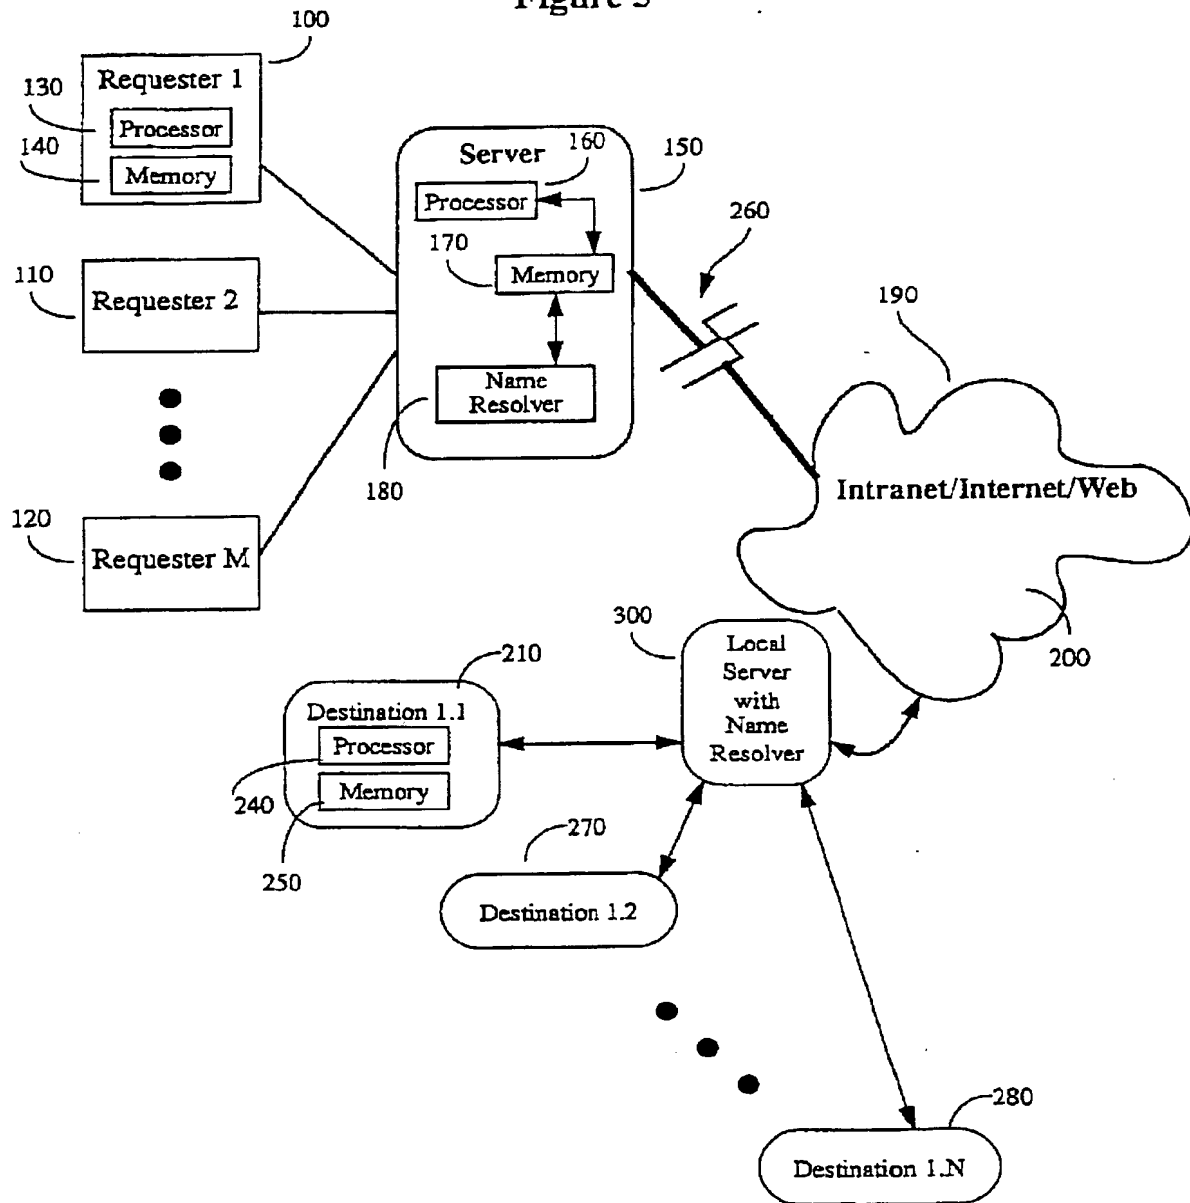 100
Requester 1
130
Processor
140
Memory
Server
160
150
Processor
170
Memory
260
190
110
Requester 2
Name
Resolver
180
Intranet/Internet/Web
120
Requester M
300
Local
Server
with
Name
Resolver
200
210
Destination 1.1
Processor
240
Memory
250
270
Destination 1.2
280
Destination 1.N